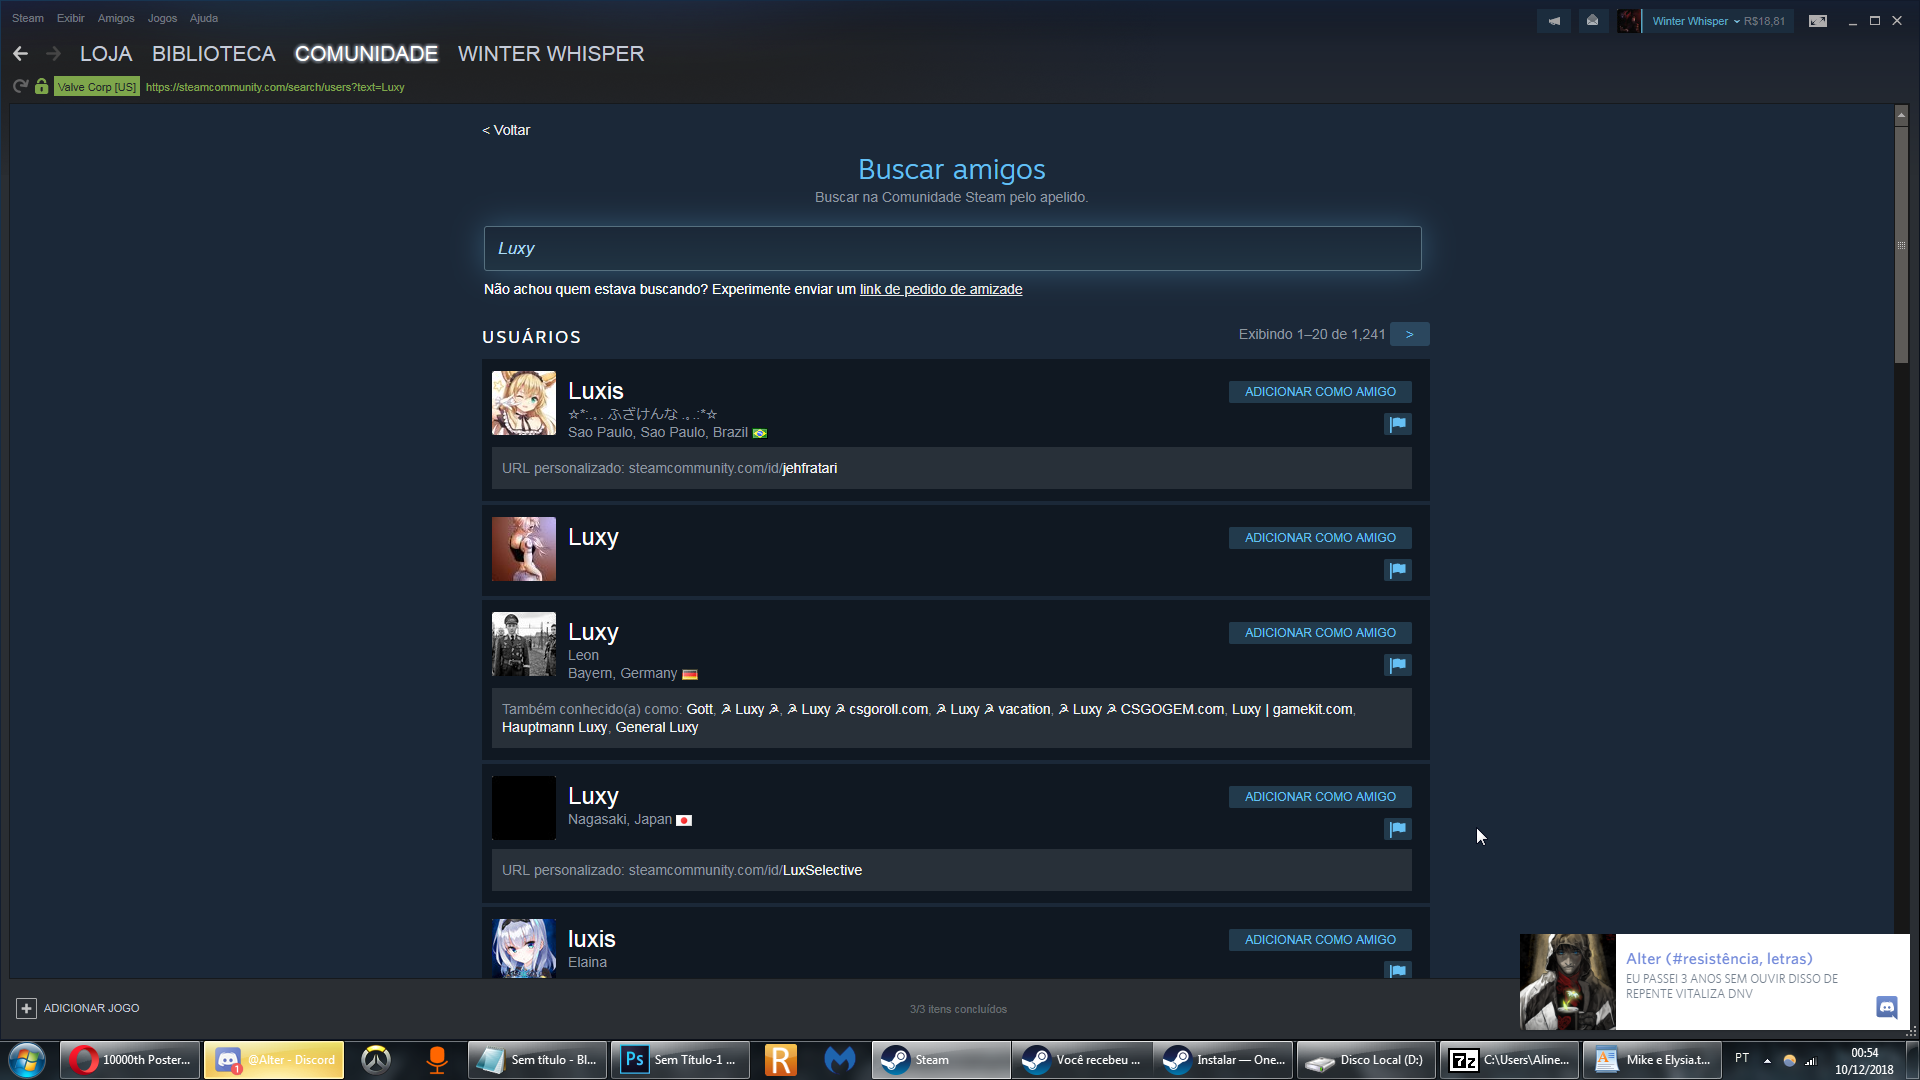 Steam Exibir Amigos Jogos Ajuda
Winter Whisper R$18,81
LOJA BIBLIOTECA COMUNIDADE WINTER WHISPER
Valve Corp [US] https://steamcommunity.com/search/users?text=Luxy
< Voltar
Buscar amigos
Buscar na Comunidade Steam pelo apelido.
Luxy
Não achou quem estava buscando? Experimente enviar um link de pedido de amizade
USUÁRIOS
Exibindo 1–20 de 1,241 >
Luxis
ADICIONAR COMO AMIGO
☆*:.｡. ふざけんな .｡.:*☆
Sao Paulo, Sao Paulo, Brazil
URL personalizado: steamcommunity.com/id/jehfratari
Luxy
ADICIONAR COMO AMIGO
Luxy
ADICIONAR COMO AMIGO
Leon
Bayern, Germany
Também conhecido(a) como: Gott, ☭ Luxy ☭, ☭ Luxy ☭ csgoroll.com, ☭ Luxy ☭ vacation, ☭ Luxy ☭ CSGOGEM.com, Luxy | gamekit.com,
Hauptmann Luxy, General Luxy
Luxy
ADICIONAR COMO AMIGO
Nagasaki, Japan
URL personalizado: steamcommunity.com/id/LuxSelective
luxis
ADICIONAR COMO AMIGO
Elaina
Alter (#resistência, letras)
EU PASSEI 3 ANOS SEM OUVIR DISSO DE
REPENTE VITALIZA DNV
ADICIONAR JOGO
3/3 itens concluídos
10000th Poster...
@Alter - Discord
1
Sem título - Bl...
Ps
Sem Título-1 ...
R
Steam
Você recebeu ...
Instalar — One...
Disco Local (D:)
7z
C:\Users\Aline...
Mike e Elysia.t...
PT
00:54
10/12/2018